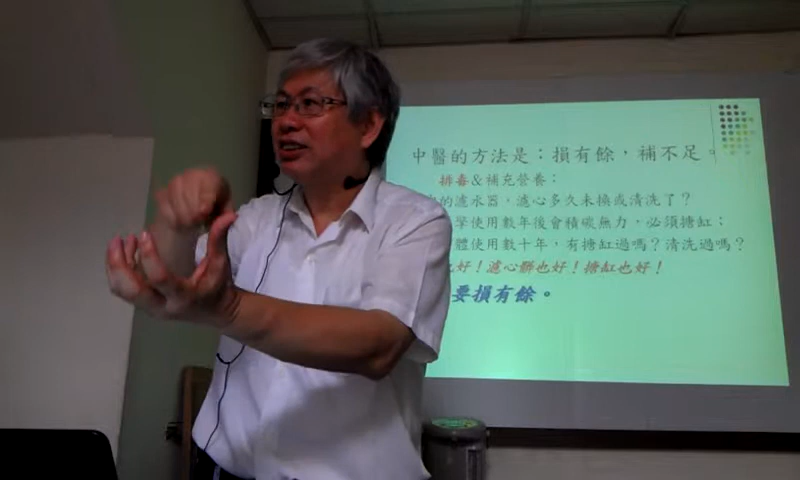 中醫的方法是：損有餘，補不足。
排毒&補充營養：
的濾水器，濾心多久未換或清洗了？
擎使用數年後會積碳無力，必須搪缸；
體使用數十年，有搪缸過嗎？清洗過嗎？
也好！濾心髒也好！搪缸也好！
要損有餘。